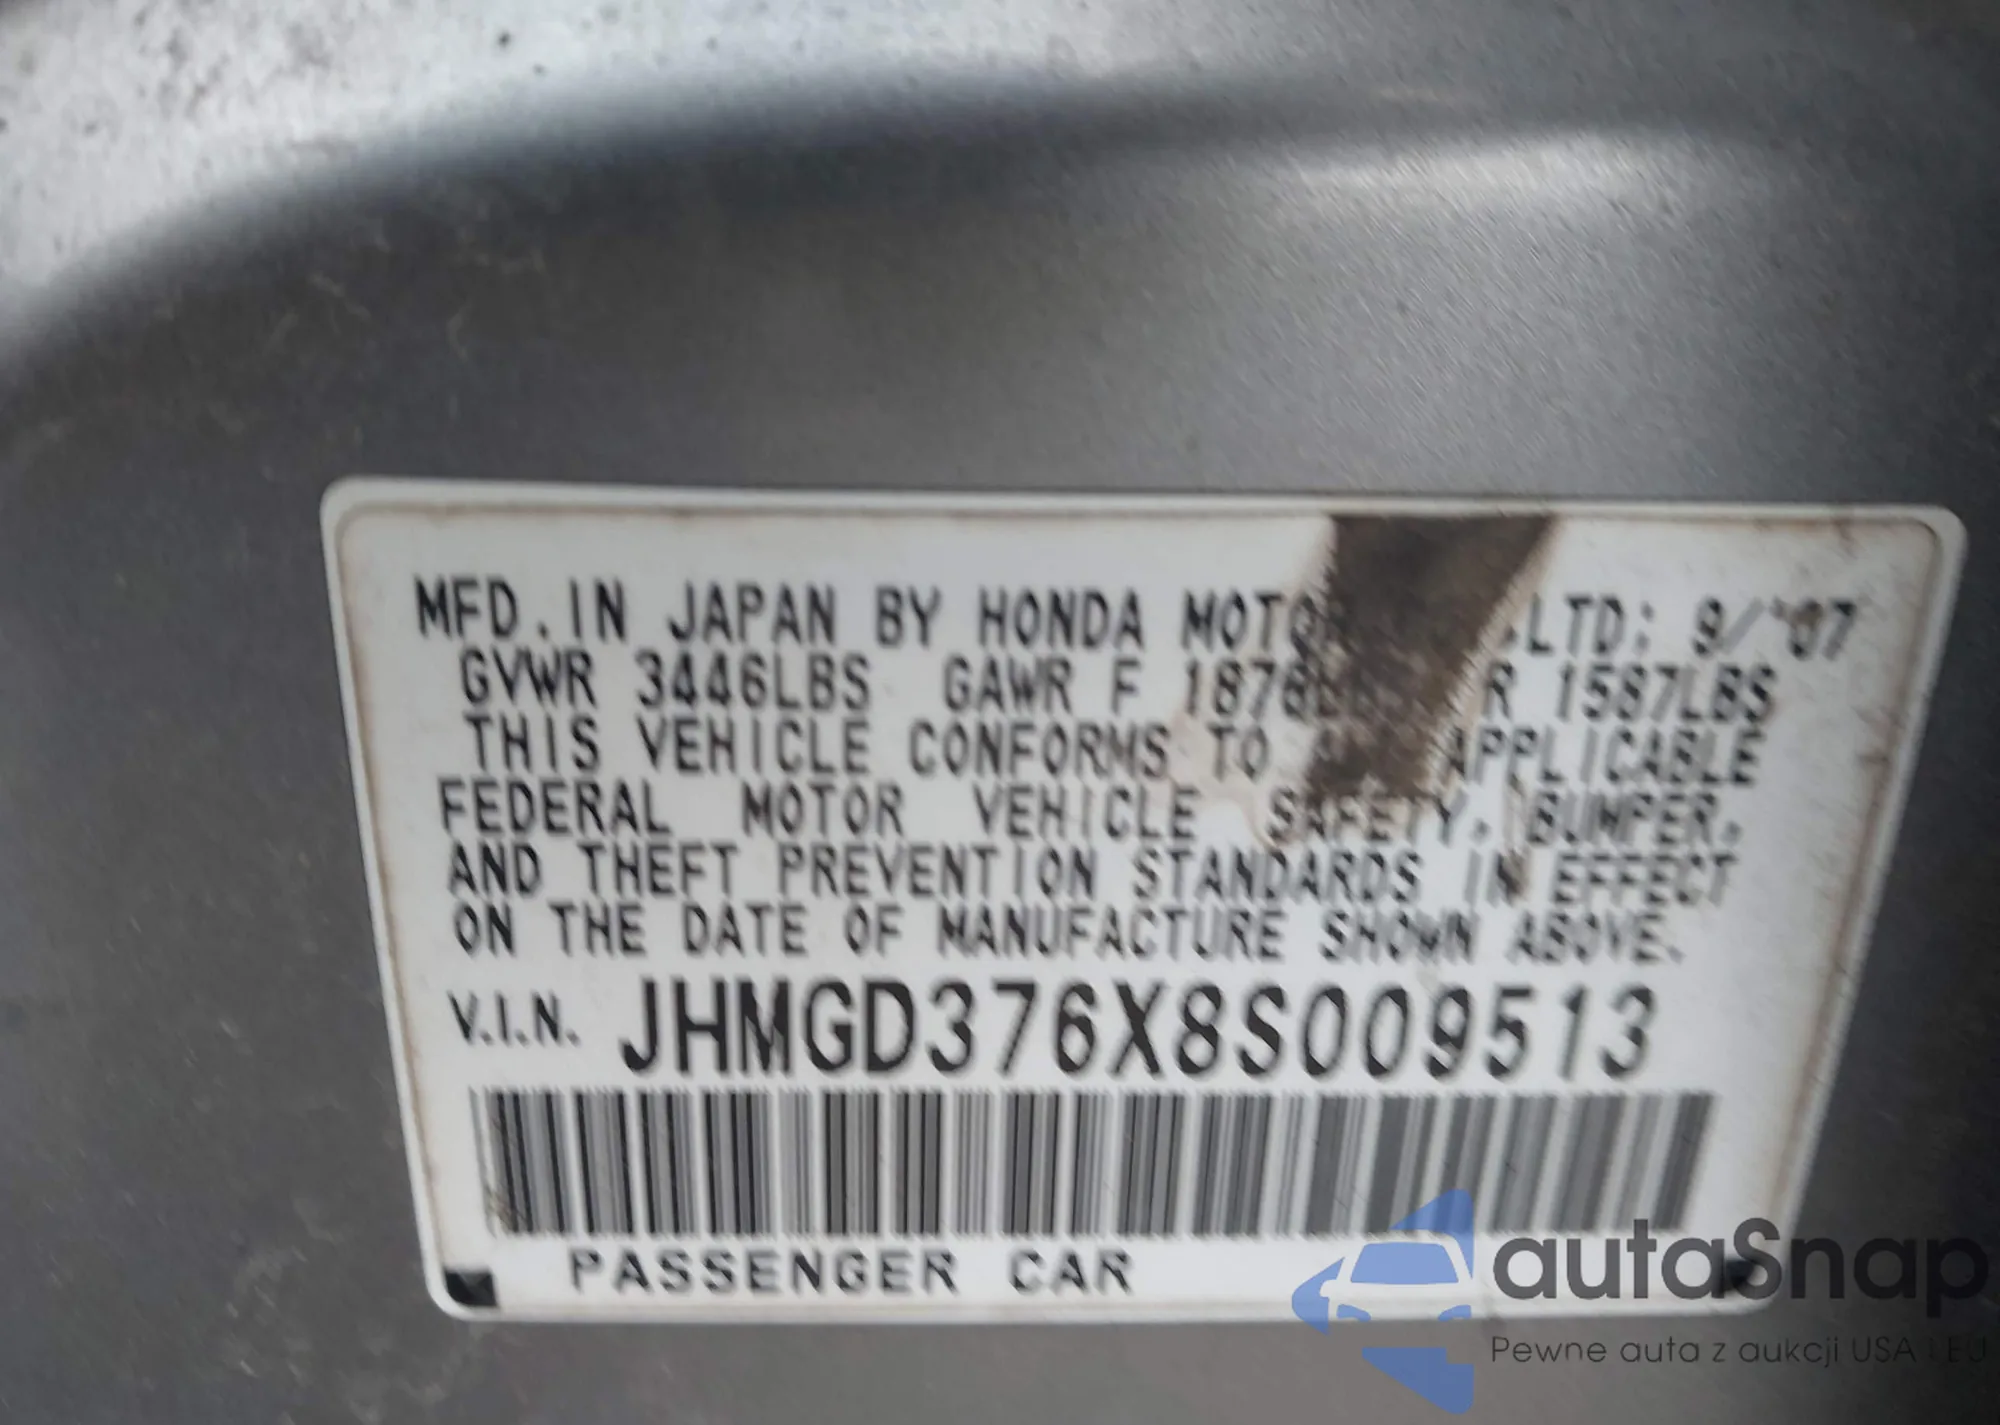 MFD. IN JAPAN BY HONDA MOTOR LTD; 9/'07
GVWR 3446LBS GAWR F 1876 R 1587LBS
THIS VEHICLE CONFORMS TO APPLICABLE
FEDERAL MOTOR VEHICLE SAFETY, BUMPER,
AND THEFT PREVENTION STANDARDS IN EFFECT
ON THE DATE OF MANUFACTURE SHOWN ABOVE.
V.I.N. JHMGD376X8S009513
PASSENGER CAR
autaSnap
Pewne auta z aukcji USA i EU